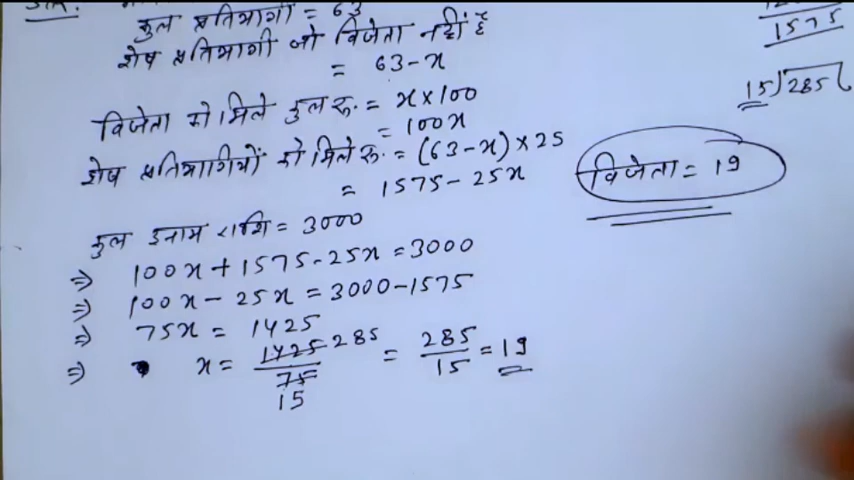 कुल प्रतिभागी = 63
शेष प्रतिभागी जो विजेता नहीं हैं
= 63-x
विजेता को मिले कुल रु. = x×100
= 100x
शेष प्रतिभागियों को मिले रु. = (63-x)×25
= 1575-25x
कुल इनाम राशि = 3000
⇒ 100x+1575-25x=3000
⇒ 100x-25x=3000-1575
⇒ 75x = 1425
⇒ x = 1425 285 / 75 15 = 285/15 = 19
1575
15)285(
विजेता = 19